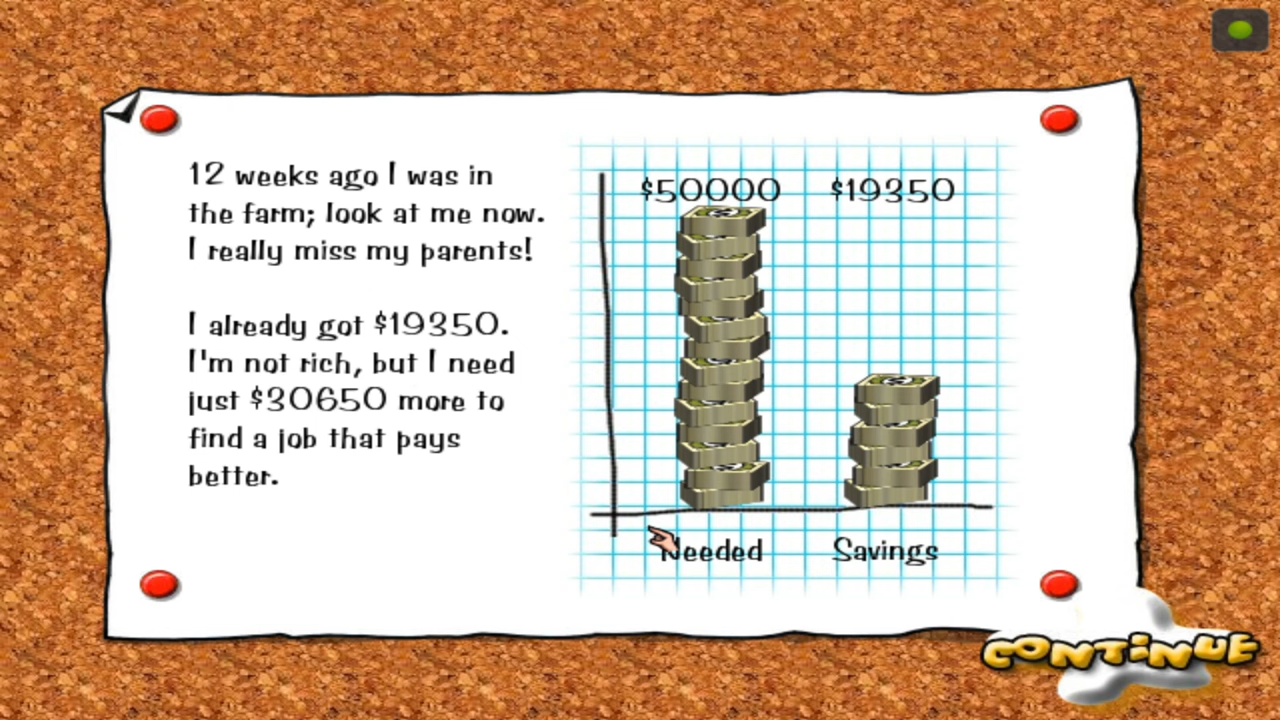 12 weeks ago I was in
the farm; look at me now.
I really miss my parents!
I already got $19350.
I'm not rich, but I need
just $30650 more to
find a job that pays
better.
$50000 $19350
Needed Savings
CONTINUE